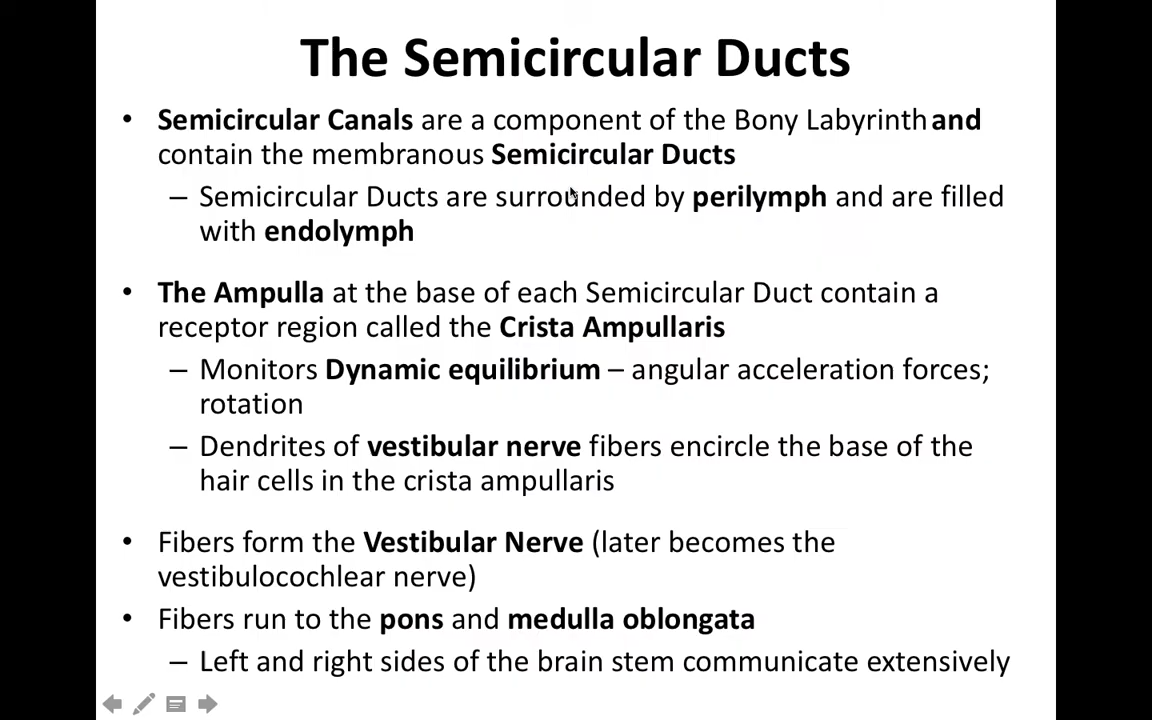 The Semicircular Ducts
• Semicircular Canals are a component of the Bony Labyrinth and
contain the membranous Semicircular Ducts
– Semicircular Ducts are surrounded by perilymph and are filled
with endolymph
• The Ampulla at the base of each Semicircular Duct contain a
receptor region called the Crista Ampullaris
– Monitors Dynamic equilibrium – angular acceleration forces;
rotation
– Dendrites of vestibular nerve fibers encircle the base of the
hair cells in the crista ampullaris
• Fibers form the Vestibular Nerve (later becomes the
vestibulocochlear nerve)
• Fibers run to the pons and medulla oblongata
– Left and right sides of the brain stem communicate extensively